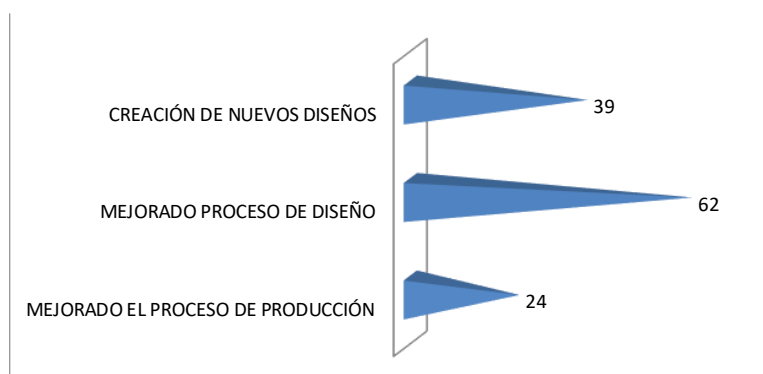 CREACIÓN DE NUEVOS DISEÑOS
39
MEJORADO PROCESO DE DISEÑO
62
MEJORADO EL PROCESO DE PRODUCCIÓN
24